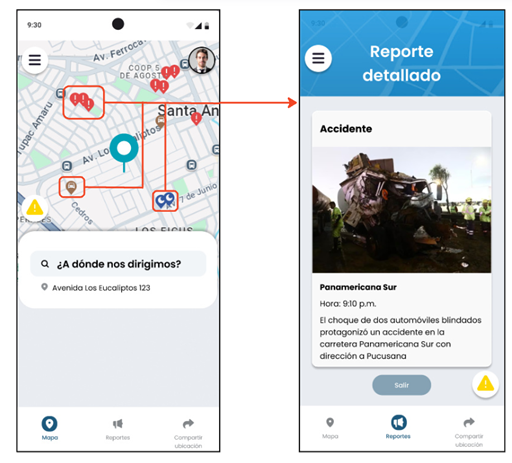 9:30
Av. Ferroca
COOP. 5
DE AGOS
Santa An
Tupac Amaru
Av. Los Eucaliptos
7 de Junio
Cedros
LOS FICUS
¿A dónde nos dirigimos?
Avenida Los Eucaliptos 123
Mapa
Reportes
Compartir
ubicación
9:30
Reporte
detallado
Accidente
Panamericana Sur
Hora: 9:10 p.m.
El choque de dos automóviles blindados
protagonizó un accidente en la
carretera Panamericana Sur con
dirección a Pucusana
Salir
Mapa
Reportes
Compartir
ubicación